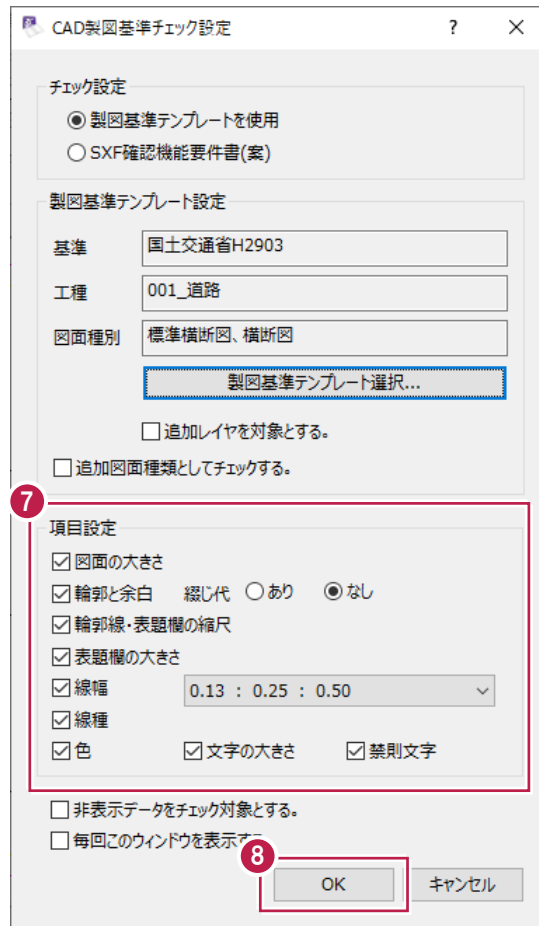 CAD製図基準チェック設定 ?
チェック設定
製図基準テンプレートを使用
SXF確認機能要件書(案)
製図基準テンプレート設定
基準 国土交通省H2903
工種 001_道路
図面種別 標準横断図、横断図
製図基準テンプレート選択...
追加レイヤを対象とする。
追加図面種類としてチェックする。
7
項目設定
図面の大きさ
輪郭と余白 綴じ代 あり なし
輪郭線・表題欄の縮尺
表題欄の大きさ
線幅 0.13 : 0.25 : 0.50
線種
色 文字の大きさ 禁則文字
非表示データをチェック対象とする。
毎回このウィンドウを表示す
8
OK キャンセル